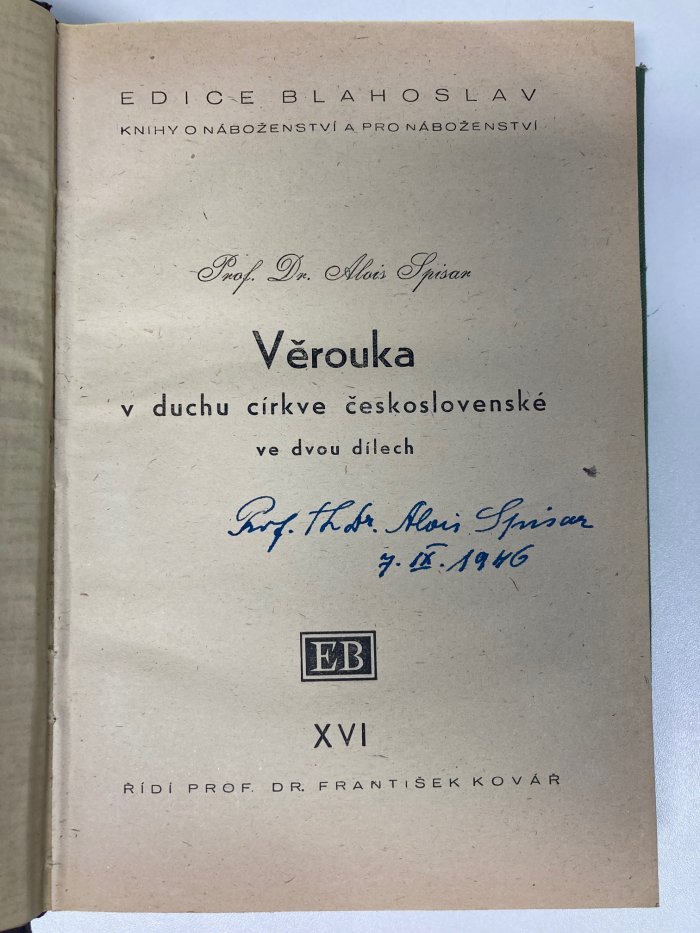 EDICE BLAHOSLAV
KNIHY O NÁBOŽENSTVÍ A PRO NÁBOŽENSTVÍ
Prof. Dr. Alois Spisar
Věrouka
v duchu církve československé
ve dvou dílech
Prof. ThDr. Alois Spisar
7. IX. 1946
EB
XVI
ŘÍDÍ PROF. DR. FRANTIŠEK KOVÁŘ